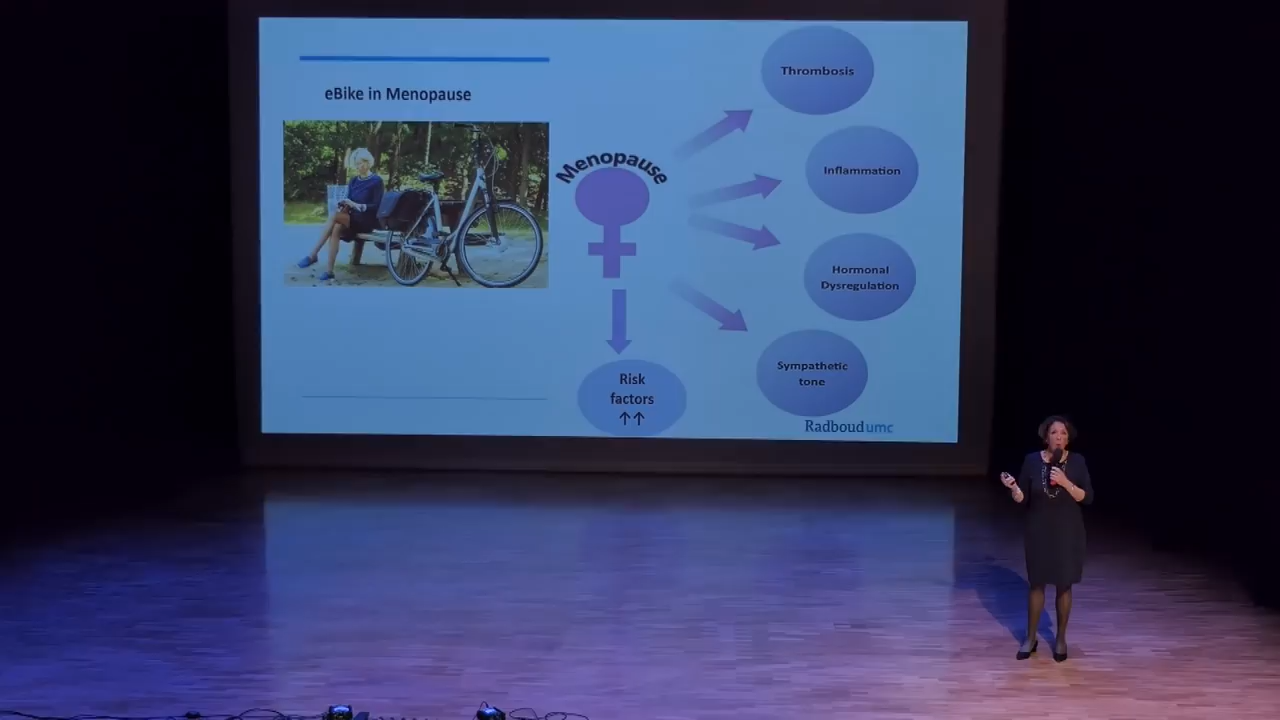 eBike in Menopause
Menopause
Risk
factors
↑↑
Thrombosis
Inflammation
Hormonal
Dysregulation
Sympathetic
tone
Radboudumc